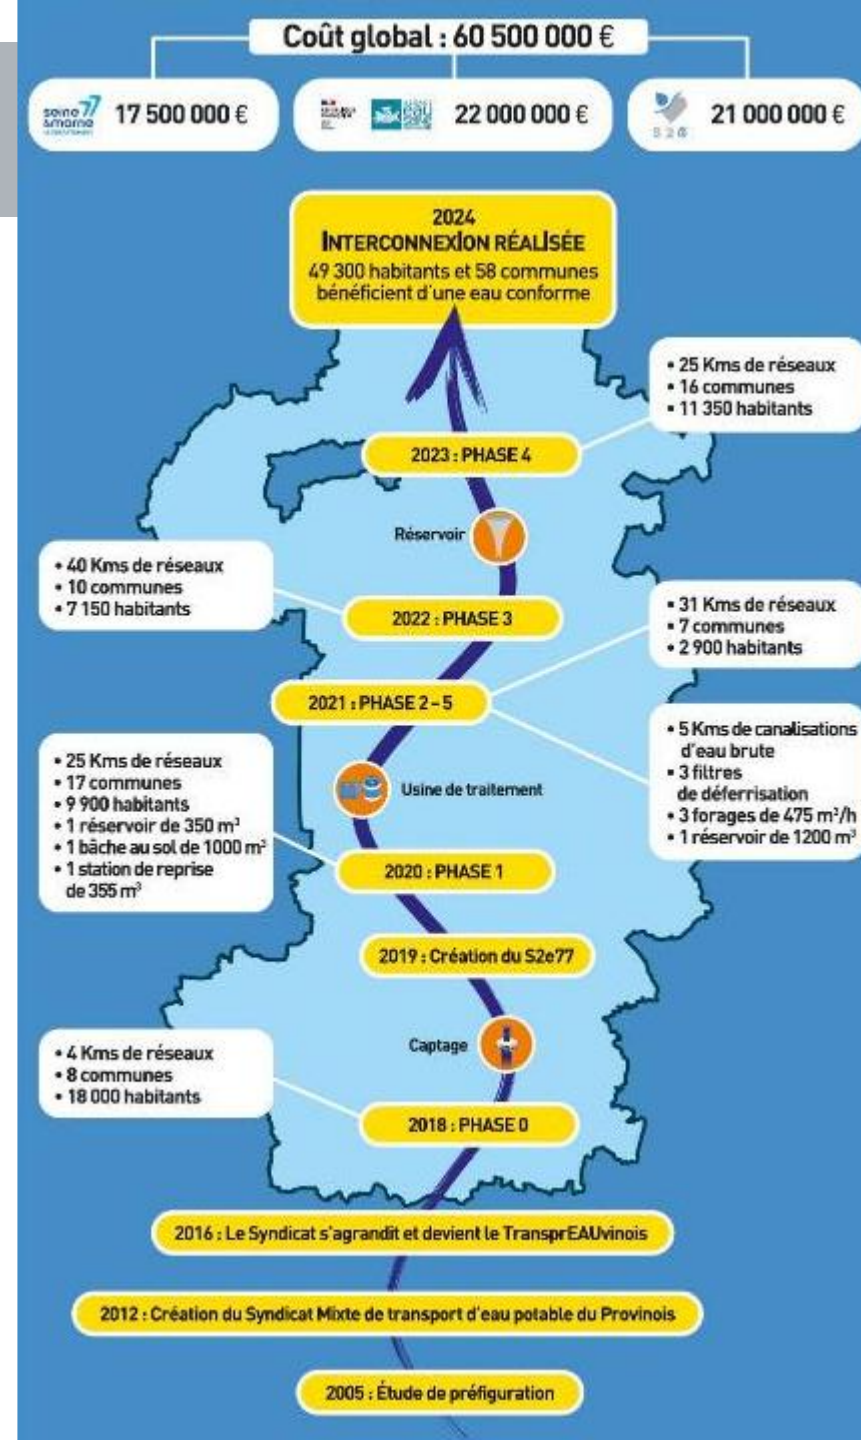 Coût global : 60 500 000 €
seine 77
&marne
17 500 000 €
22 000 000 €
S2e
21 000 000 €
2024
INTERCONNEXION RÉALISÉE
49 300 habitants et 58 communes
bénéficient d'une eau conforme
• 25 Kms de réseaux
• 16 communes
• 11 350 habitants
2023 : PHASE 4
Réservoir
• 40 Kms de réseaux
• 10 communes
• 7 150 habitants
2022 : PHASE 3
• 31 Kms de réseaux
• 7 communes
• 2 900 habitants
2021 : PHASE 2 – 5
• 5 Kms de canalisations
d'eau brute
• 3 filtres
de déferrisation
• 3 forages de 475 m³/h
• 1 réservoir de 1200 m³
• 25 Kms de réseaux
• 17 communes
• 9 900 habitants
• 1 réservoir de 350 m³
• 1 bâche au sol de 1000 m³
• 1 station de reprise
de 355 m³
Usine de traitement
2020 : PHASE 1
2019 : Création du S2e77
Captage
• 4 Kms de réseaux
• 8 communes
• 18 000 habitants
2018 : PHASE 0
2016 : Le Syndicat s'agrandit et devient le TransprEAUvinois
2012 : Création du Syndicat Mixte de transport d'eau potable du Provinois
2005 : Étude de préfiguration